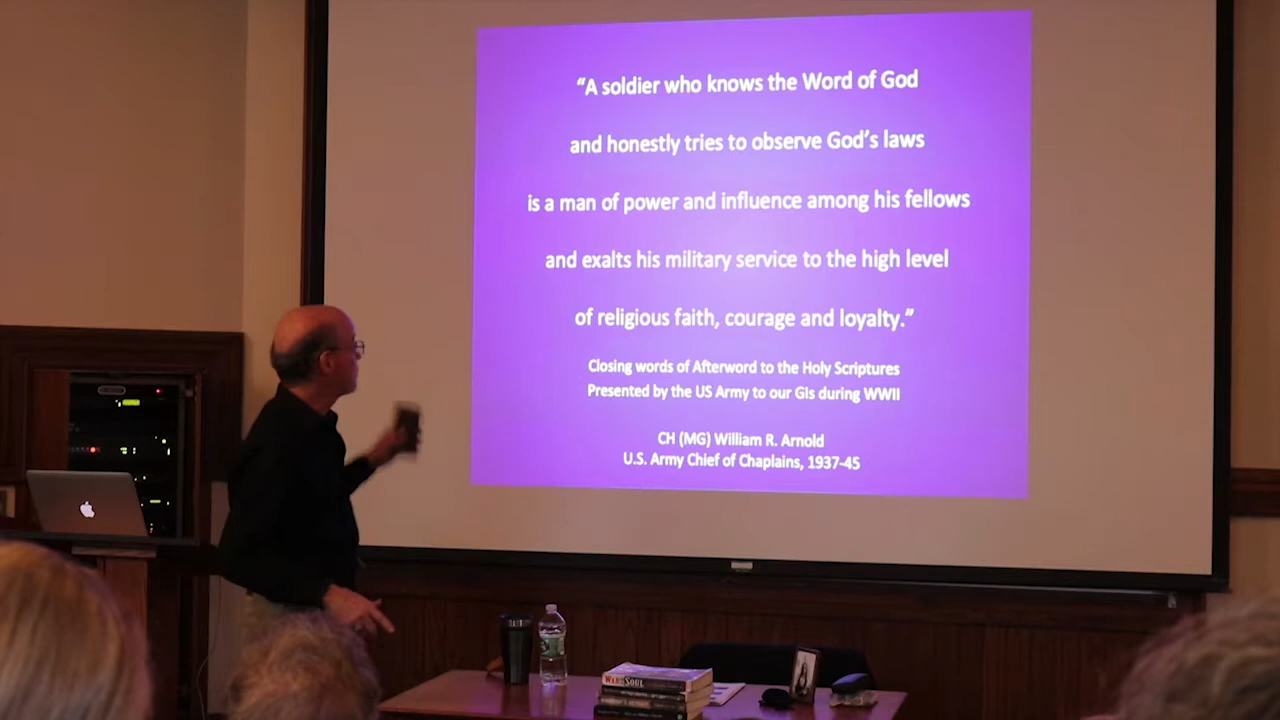 “A soldier who knows the Word of God
and honestly tries to observe God’s laws
is a man of power and influence among his fellows
and exalts his military service to the high level
of religious faith, courage and loyalty.”
Closing words of Afterword to the Holy Scriptures
Presented by the US Army to our GIs during WWII
CH (MG) William R. Arnold
U.S. Army Chief of Chaplains, 1937-45